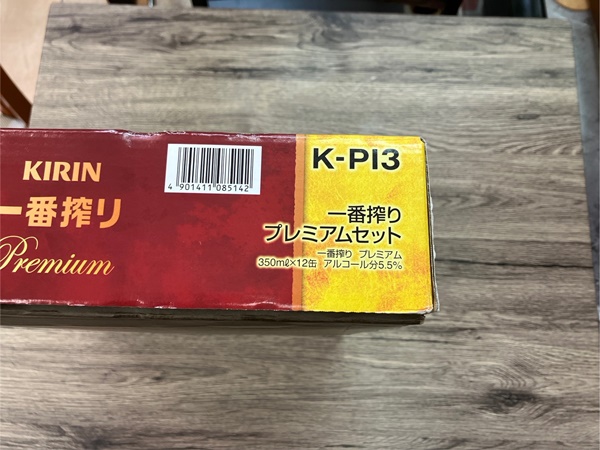 KIRIN
一番搾り
Premium
4 901411 085142
K-PI3
一番搾り
プレミアムセット
一番搾り プレミアム
350mℓ×12缶 アルコール分5.5%